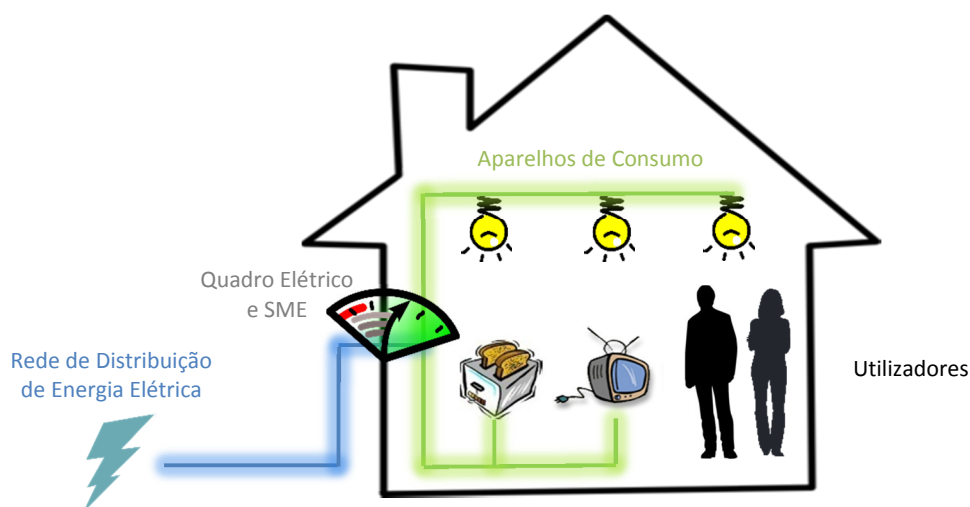 Aparelhos de Consumo
Quadro Elétrico
e SME
Rede de Distribuição
de Energia Elétrica
Utilizadores